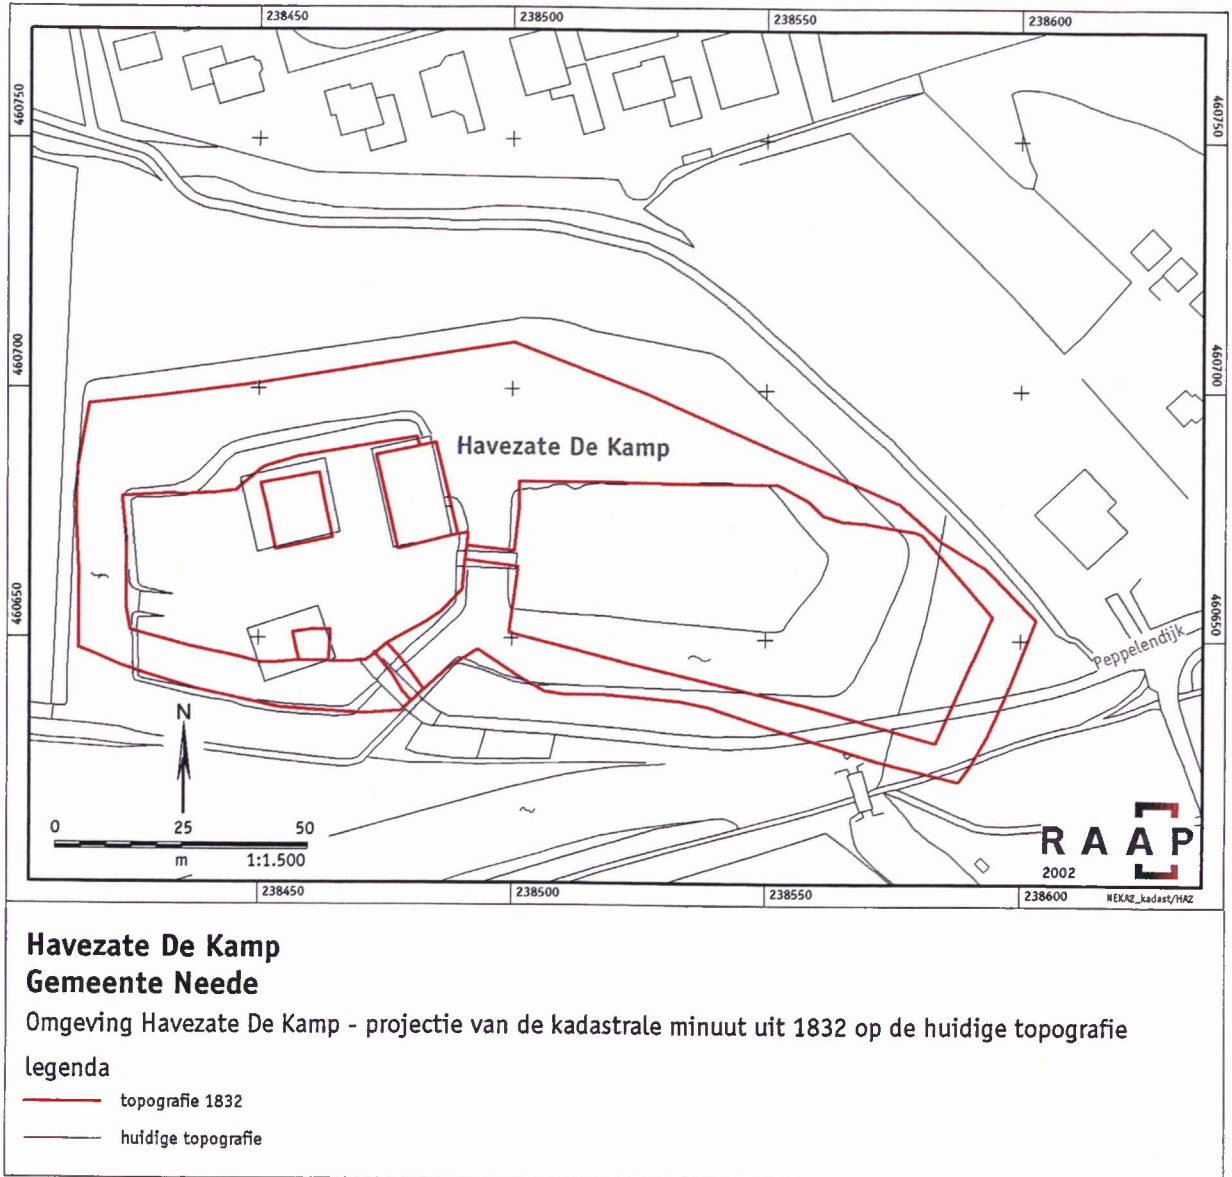 238450 238500 238550 238600
460750 460750
460700 460700
Havezate De Kamp
460650 460650
Peppelendijk
N
0 25 50
m 1:1.500
RAAP
2002
238450 238500 238550 238600
NEKAZ_kadast/HAZ
Havezate De Kamp
Gemeente Neede
Omgeving Havezate De Kamp - projectie van de kadastrale minuut uit 1832 op de huidige topografie
legenda
topografie 1832
huidige topografie